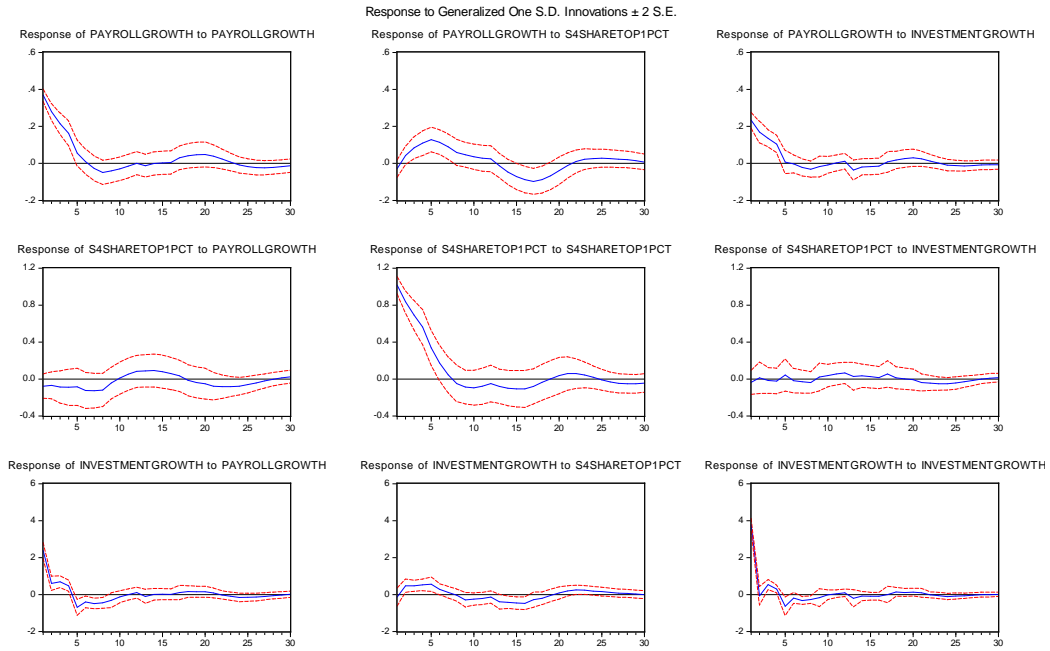 Response to Generalized One S.D. Innovations ± 2 S.E.
Response of PAYROLLGROWTH to PAYROLLGROWTH
.6
.4
.2
.0
-.2
5 10 15 20 25 30
Response of PAYROLLGROWTH to S4SHARETOP1PCT
.6
.4
.2
.0
-.2
5 10 15 20 25 30
Response of PAYROLLGROWTH to INVESTMENTGROWTH
.6
.4
.2
.0
-.2
5 10 15 20 25 30
Response of S4SHARETOP1PCT to PAYROLLGROWTH
1.2
0.8
0.4
0.0
-0.4
5 10 15 20 25 30
Response of S4SHARETOP1PCT to S4SHARETOP1PCT
1.2
0.8
0.4
0.0
-0.4
5 10 15 20 25 30
Response of S4SHARETOP1PCT to INVESTMENTGROWTH
1.2
0.8
0.4
0.0
-0.4
5 10 15 20 25 30
Response of INVESTMENTGROWTH to PAYROLLGROWTH
6
4
2
0
-2
5 10 15 20 25 30
Response of INVESTMENTGROWTH to S4SHARETOP1PCT
6
4
2
0
-2
5 10 15 20 25 30
Response of INVESTMENTGROWTH to INVESTMENTGROWTH
6
4
2
0
-2
5 10 15 20 25 30